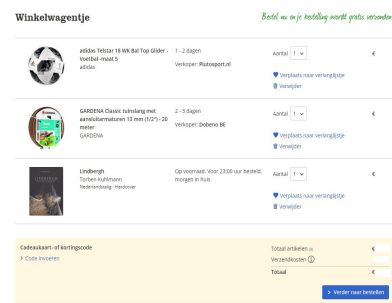 Winkelwagentje
Bestel nu en je bestelling wordt gratis verzonden
adidas Telstar 18 WK Bal Top Glider -
Voetbal -maat 5
adidas
1 - 2 dagen
Verkoper: Plutosport.nl
Aantal 1
€
Verplaats naar verlanglijstje
Verwijder
GARDENA Classic tuinslang met
aansluitarmaturen 13 mm (1/2") - 20
meter
GARDENA
2 - 3 dagen
Verkoper: Dobeno BE
Aantal 1
€
Verplaats naar verlanglijstje
Verwijder
Lindbergh
Torben Kuhlmann
Nederlandstalig - Hardcover
Op voorraad. Voor 23:00 uur besteld,
morgen in huis
Aantal 1
€
Verplaats naar verlanglijstje
Verwijder
Cadeaukaart- of kortingscode
> Code invoeren
Totaal artikelen (3) €
Verzendkosten €
Totaal €
> Verder naar bestellen